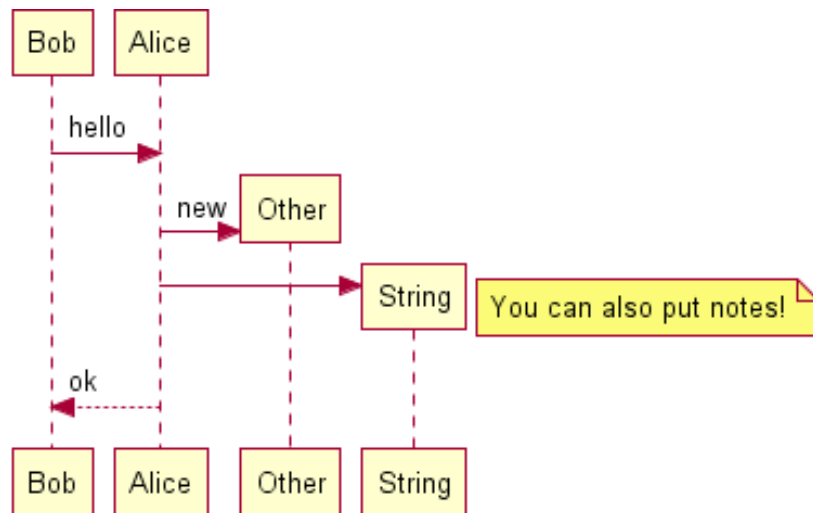 Bob
Alice
hello
new
Other
String
You can also put notes!
ok
Bob
Alice
Other
String